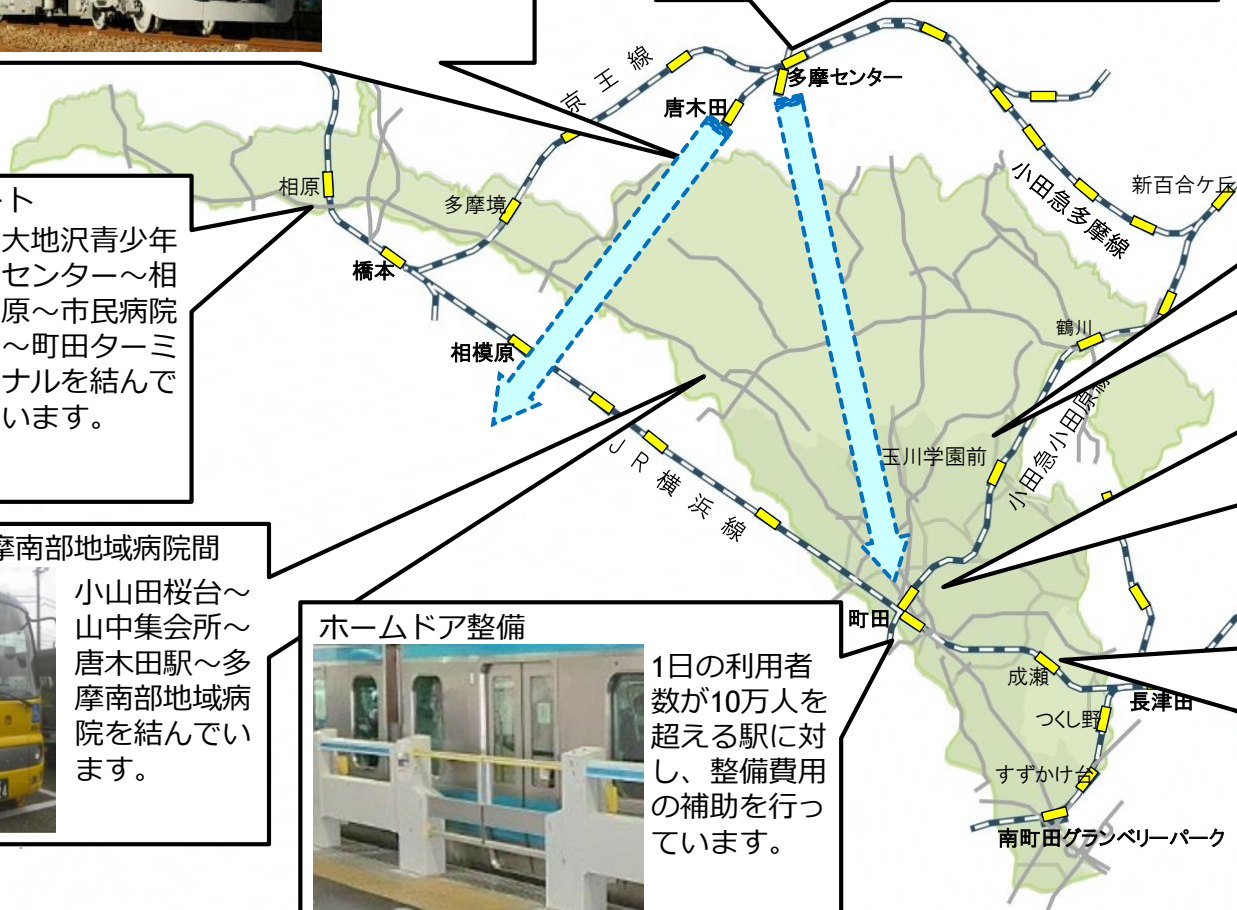 京王線
多摩センター
唐木田
相原
多摩境
橋本
小田急多摩線
新百合ケ丘
相模原
鶴川
ート
大地沢青少年
センター～相
原～市民病院
～町田ターミ
ナルを結んで
います。
玉川学園前
小田急小田原線
ＪＲ横浜線
摩南部地域病院間
小山田桜台～
山中集会所～
唐木田駅～多
摩南部地域病
院を結んでい
ます。
町田
ホームドア整備
1日の利用者
数が10万人を
超える駅に対
し、整備費用
の補助を行っ
ています。
成瀬
長津田
つくし野
すずかけ台
南町田グランベリーパーク